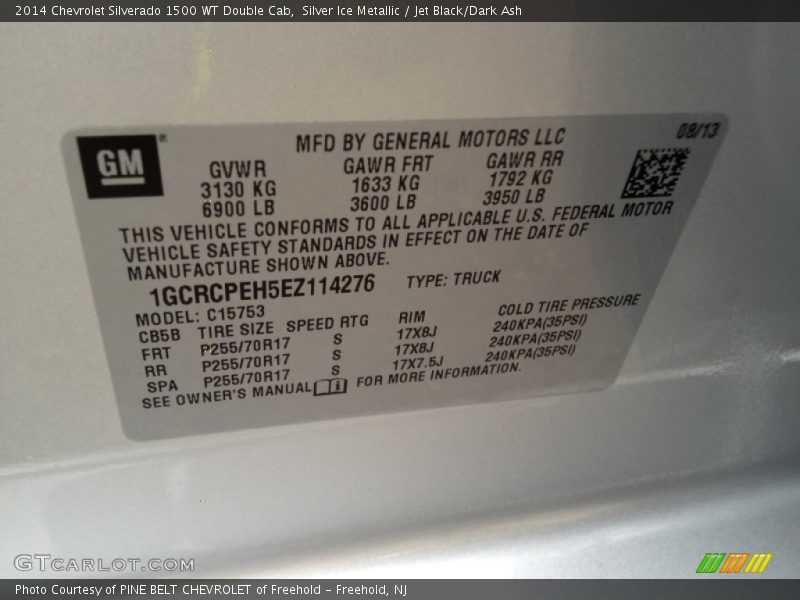 2014 Chevrolet Silverado 1500 WT Double Cab, Silver Ice Metallic / Jet Black/Dark Ash
MFD BY GENERAL MOTORS LLC 08/13
GM®
GVWR GAWR FRT GAWR RR
3130 KG 1633 KG 1792 KG
6900 LB 3600 LB 3950 LB
THIS VEHICLE CONFORMS TO ALL APPLICABLE U.S. FEDERAL MOTOR
VEHICLE SAFETY STANDARDS IN EFFECT ON THE DATE OF
MANUFACTURE SHOWN ABOVE.
1GCRCPEH5EZ114276 TYPE: TRUCK
MODEL: C15753
CB5B TIRE SIZE SPEED RTG RIM COLD TIRE PRESSURE
FRT P255/70R17 S 17X8J 240KPA(35PSI)
RR P255/70R17 S 17X8J 240KPA(35PSI)
SPA P255/70R17 S 17X7.5J 240KPA(35PSI)
SEE OWNER'S MANUAL i FOR MORE INFORMATION.
GTCARLOT.COM
Photo Courtesy of PINE BELT CHEVROLET of Freehold - Freehold, NJ